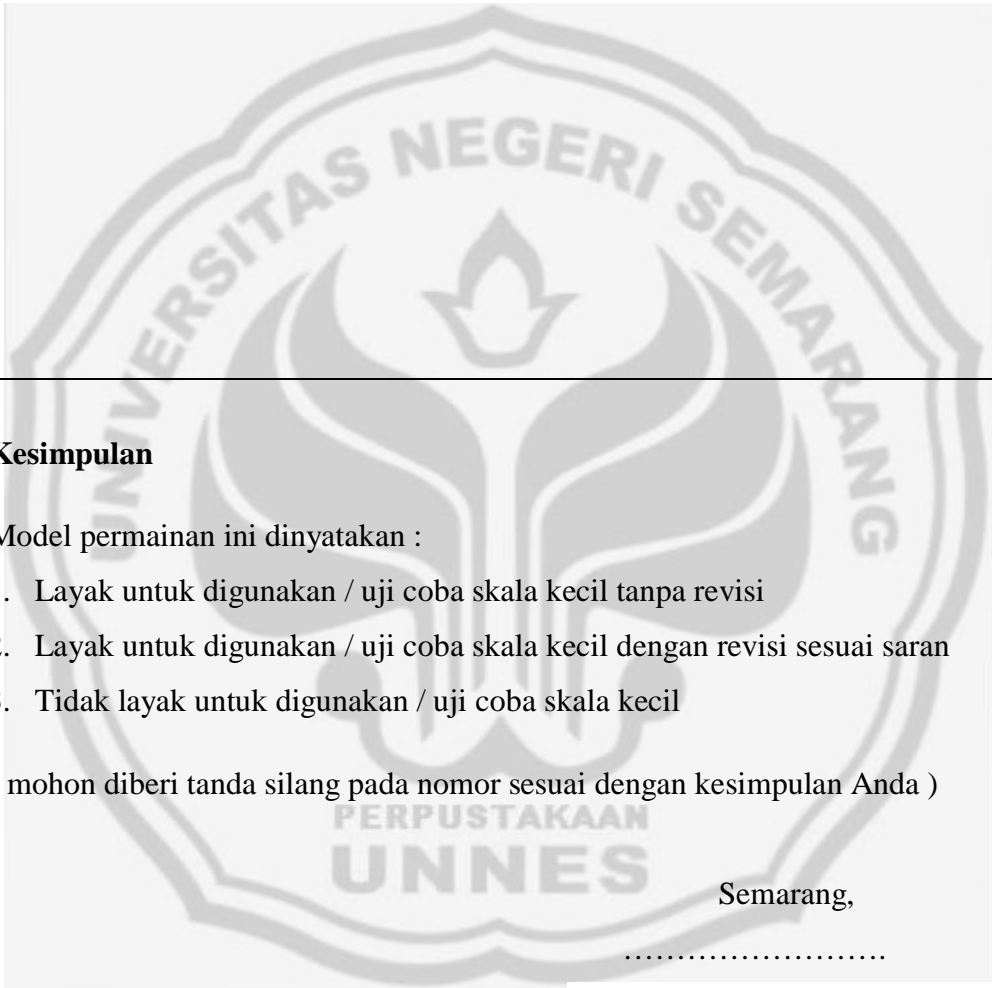 UNIVERSITAS NEGERI SEMARANG
Kesimpulan
Model permainan ini dinyatakan :
. Layak untuk digunakan / uji coba skala kecil tanpa revisi
2. Layak untuk digunakan / uji coba skala kecil dengan revisi sesuai saran
3. Tidak layak untuk digunakan / uji coba skala kecil
mohon diberi tanda silang pada nomor sesuai dengan kesimpulan Anda )
PERPUSTAKAAN
UNNES
Semarang,
…………………….